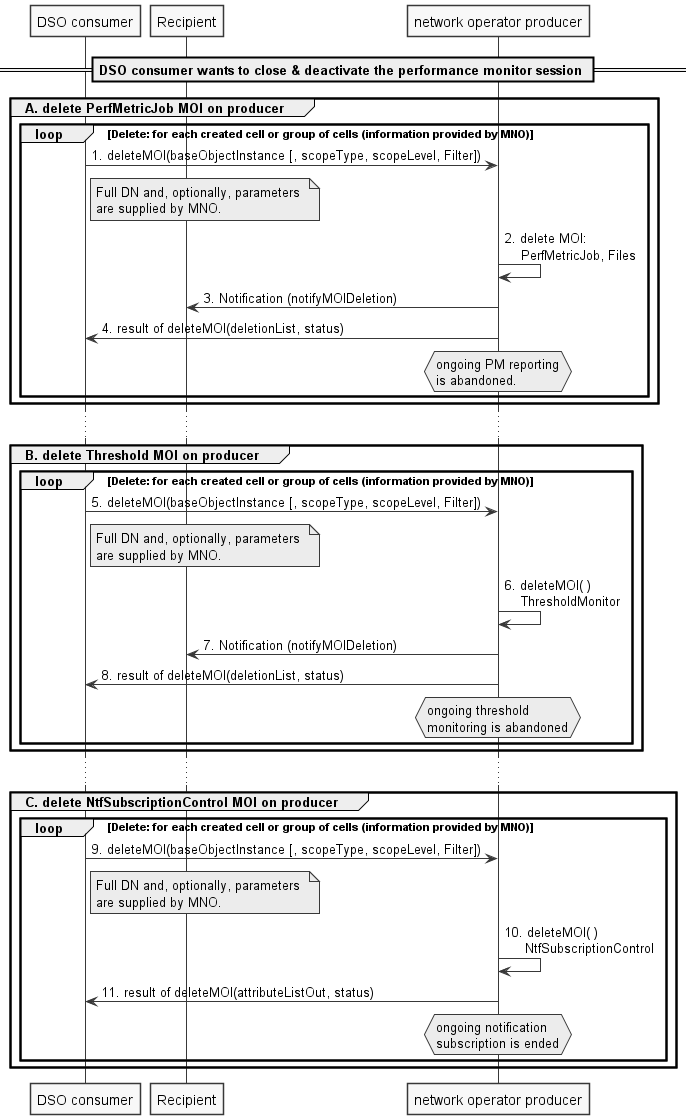 DSO consumer
Recipient
network operator producer
DSO consumer wants to close & deactivate the performance monitor session
A. delete PerfMetricJob MOI on producer
loop
[Delete: for each created cell or group of cells (information provided by MNO)]
1. deleteMOI(baseObjectInstance [, scopeType, scopeLevel, Filter])
Full DN and, optionally, parameters
are supplied by MNO.
2. delete MOI:
PerfMetricJob, Files
3. Notification (notifyMOIDeletion)
4. result of deleteMOI(deletionList, status)
ongoing PM reporting
is abandoned.
B. delete Threshold MOI on producer
loop
[Delete: for each created cell or group of cells (information provided by MNO)]
5. deleteMOI(baseObjectInstance [, scopeType, scopeLevel, Filter])
Full DN and, optionally, parameters
are supplied by MNO.
6. deleteMOI( )
ThresholdMonitor
7. Notification (notifyMOIDeletion)
8. result of deleteMOI(deletionList, status)
ongoing threshold
monitoring is abandoned
C. delete NtfSubscriptionControl MOI on producer
loop
[Delete: for each created cell or group of cells (information provided by MNO)]
9. deleteMOI(baseObjectInstance [, scopeType, scopeLevel, Filter])
Full DN and, optionally, parameters
are supplied by MNO.
10. deleteMOI( )
NtfSubscriptionControl
11. result of deleteMOI(attributeListOut, status)
ongoing notification
subscription is ended
DSO consumer
Recipient
network operator producer